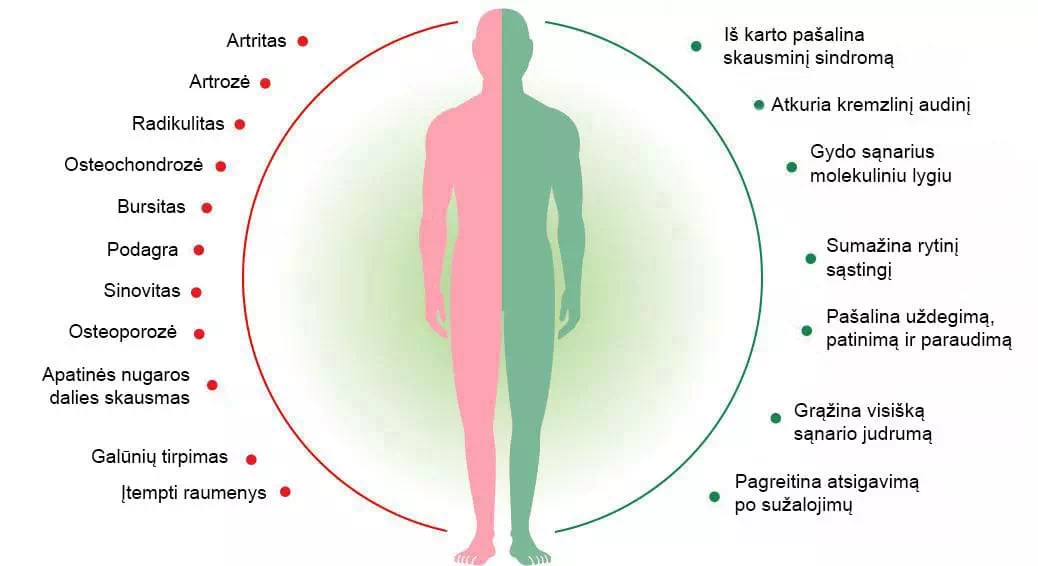 Artritas
Artrozė
Radikulitas
Osteochondrozė
Bursitas
Podagra
Sinovitas
Osteoporozė
Apatinės nugaros
dalies skausmas
Galūnių tirpimas
Įtempti raumenys
Iš karto pašalina
skausminį sindromą
Atkuria kremzlinį audinį
Gydo sąnarius
molekuliniu lygiu
Sumažina rytinį
sąstingį
Pašalina uždegimą,
patinimą ir paraudimą
Grąžina visišką
sąnario judrumą
Pagreitina atsigavimą
po sužalojimų